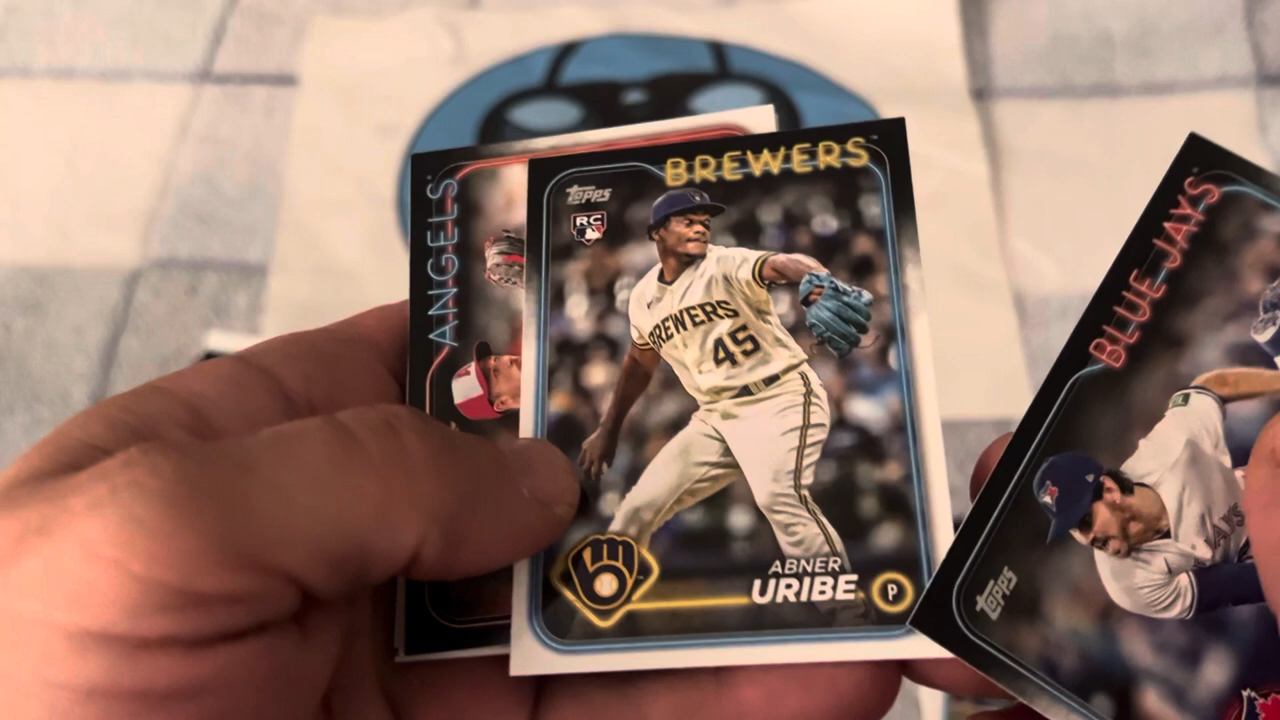 ANGELS
BREWERS
TOPPS
RC
BREWERS
45
ABNER
URIBE
P
BLUE JAYS
TOPPS